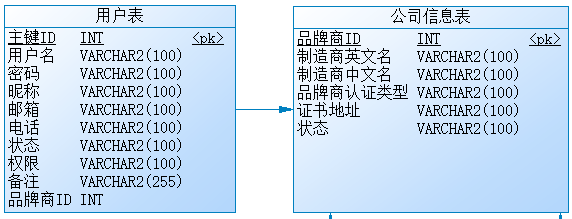 用户表
主键ID INT <pk>
用户名 VARCHAR2(100)
密码 VARCHAR2(100)
昵称 VARCHAR2(100)
邮箱 VARCHAR2(100)
电话 VARCHAR2(100)
状态 VARCHAR2(100)
权限 VARCHAR2(100)
备注 VARCHAR2(255)
品牌商ID INT
公司信息表
品牌商ID INT <pk>
制造商英文名 VARCHAR2(100)
制造商中文名 VARCHAR2(100)
品牌商认证类型 VARCHAR2(100)
证书地址 VARCHAR2(100)
状态 VARCHAR2(100)